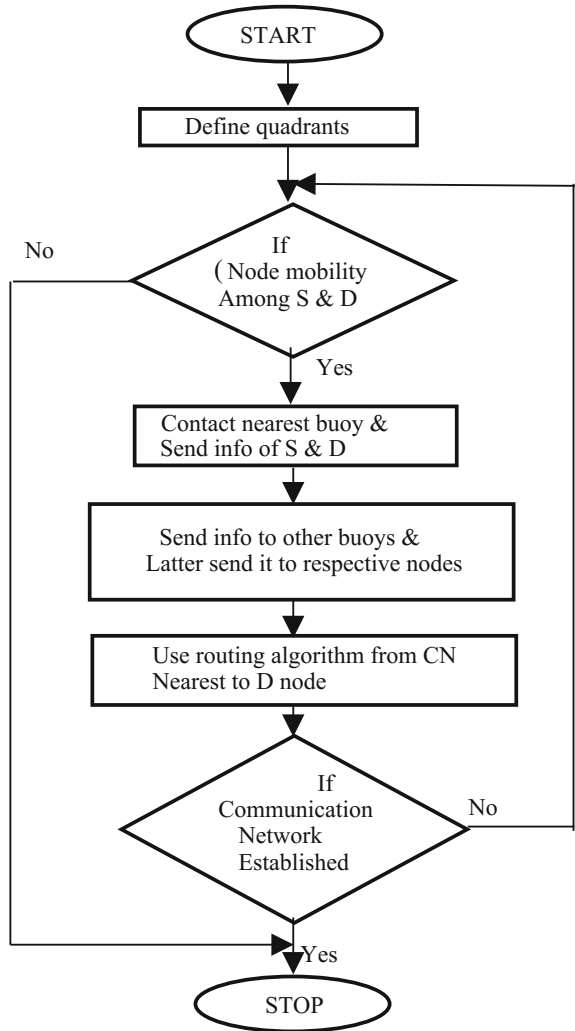 START
Define quadrants
No
If
( Node mobility
Among S & D
Yes
Contact nearest buoy &
Send info of S & D
Send info to other buoys &
Latter send it to respective nodes
Use routing algorithm from CN
Nearest to D node
If
Communication
Network
Established
No
Yes
STOP